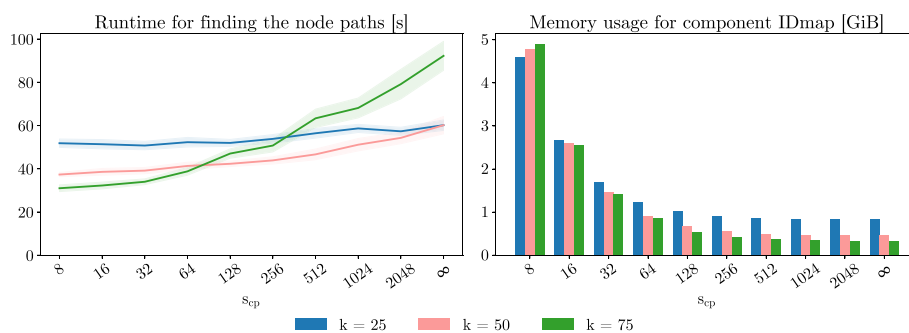 Runtime for finding the node paths [s]
100
80
60
40
20
0
8 16 32 64 128 256 512 1024 2048 ∞
s_cp
Memory usage for component IDmap [GiB]
5
4
3
2
1
0
8 16 32 64 128 256 512 1024 2048 ∞
s_cp
k = 25 k = 50 k = 75